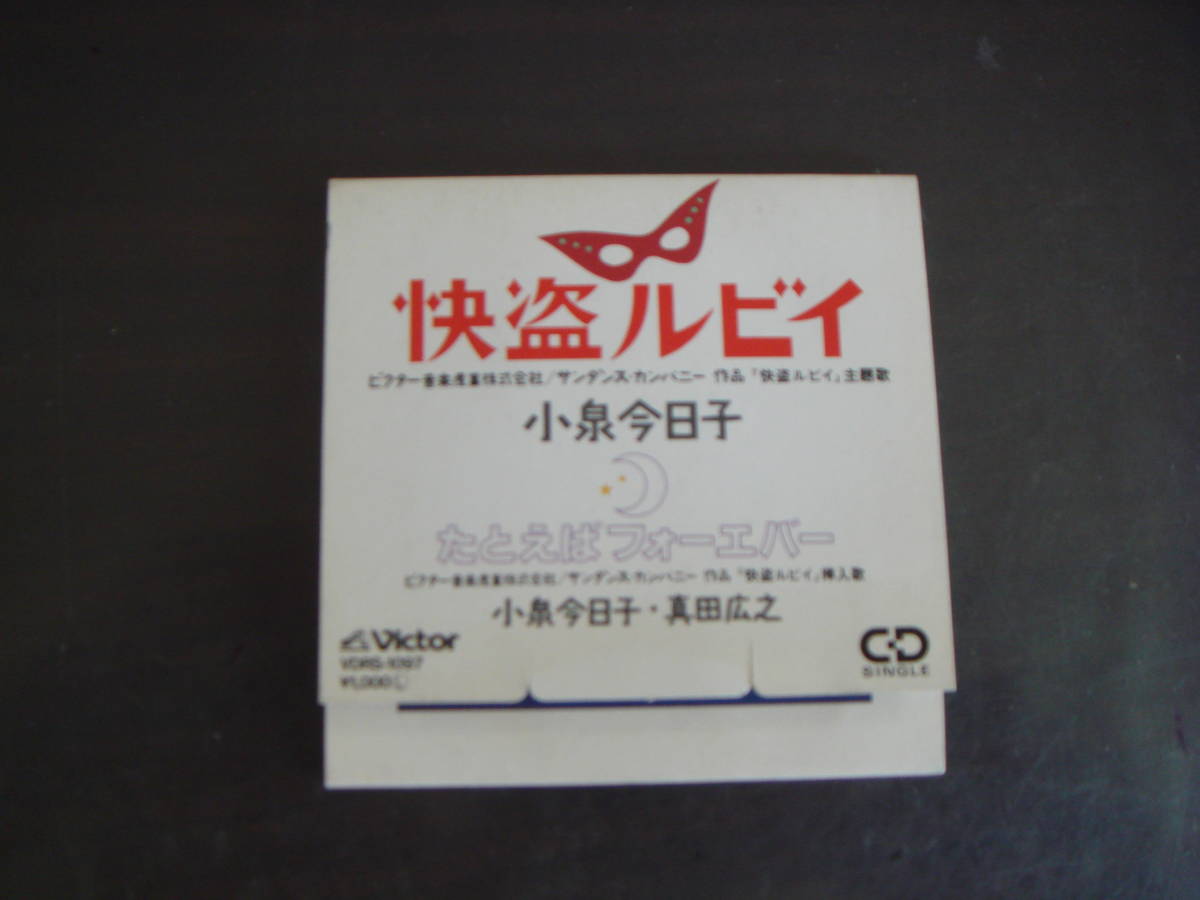 快盗ルビイ
ビクター音楽産業株式会社/サンダンス・カンパニー 作品「快盗ルビイ」主題歌
小泉今日子
たとえばフォーエバー
ビクター音楽産業株式会社/サンダンス・カンパニー 作品「快盗ルビイ」挿入歌
小泉今日子・真田広之
Victor
VDRS-1097
¥1,000
CD
SINGLE